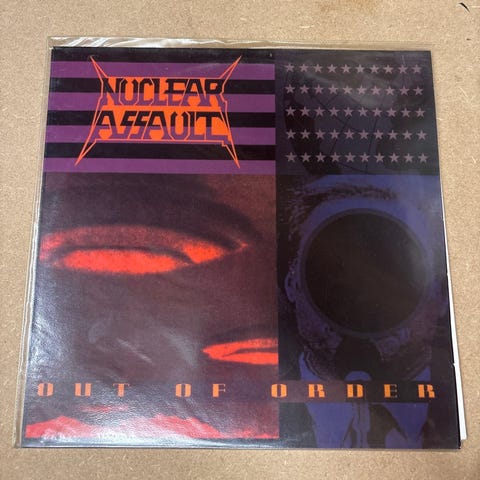 NUCLEAR
ASSAULT
OUT OF ORDER